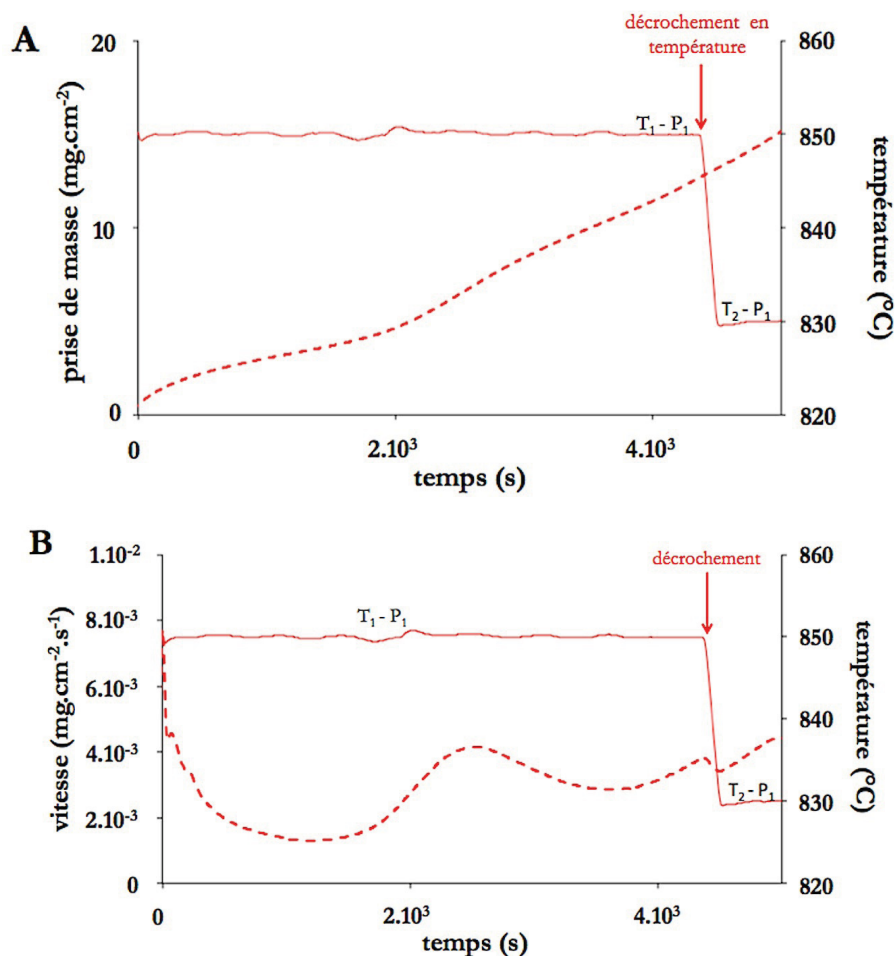 A
décrochement en
température
prise de masse (mg.cm⁻²)
20
10
0
T₁ - P₁
T₂ - P₁
860
850
840
830
820
température (°C)
0
2.10³
4.10³
temps (s)
B
décrochement
vitesse (mg.cm⁻².s⁻¹)
1.10⁻²
8.10⁻³
6.10⁻³
4.10⁻³
2.10⁻³
0
T₁ - P₁
T₂ - P₁
860
850
840
830
820
température (°C)
0
2.10³
4.10³
temps (s)